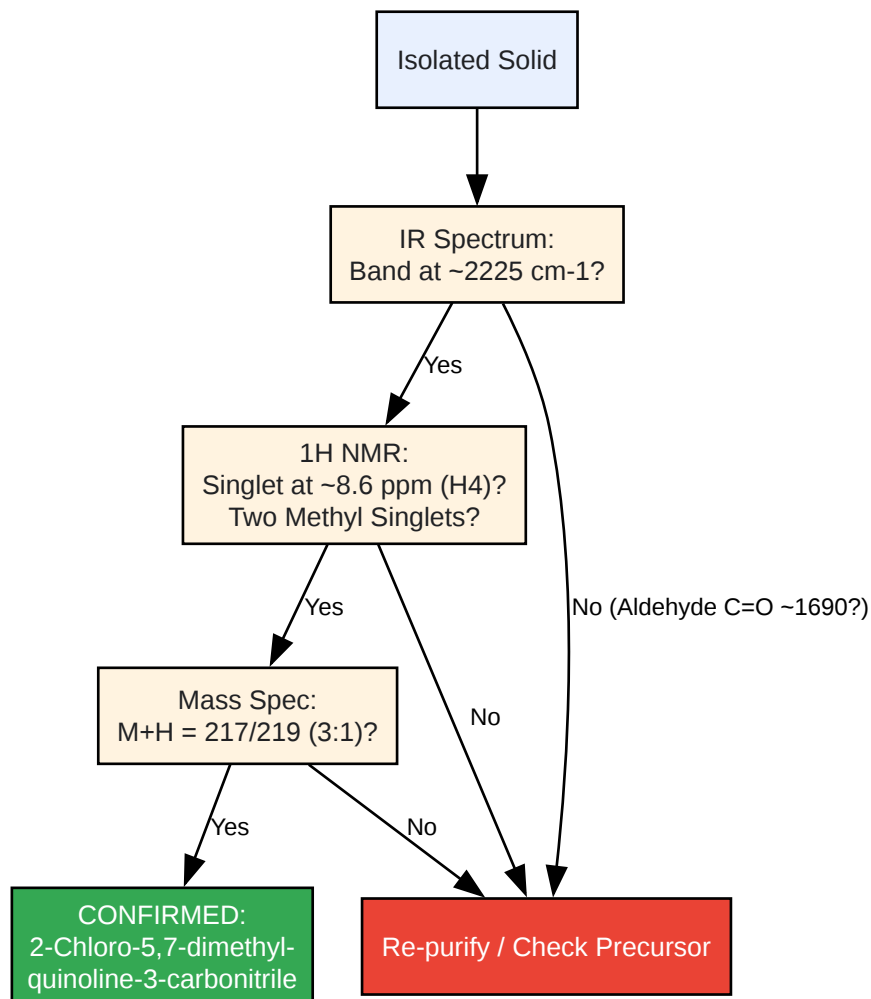 Isolated Solid
IR Spectrum:
Band at ~2225 cm-1?
Yes
1H NMR:
Singlet at ~8.6 ppm (H4)?
Two Methyl Singlets?
No (Aldehyde C=O ~1690?)
Yes
Mass Spec:
M+H = 217/219 (3:1)?
No
Yes
No
CONFIRMED:
2-Chloro-5,7-dimethyl-
quinoline-3-carbonitrile
Re-purify / Check Precursor